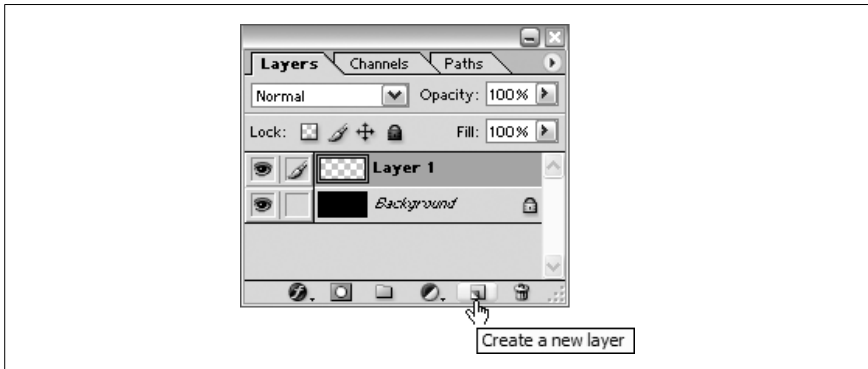 Layers Channels Paths
Normal Opacity: 100%
Lock: Fill: 100%
Layer 1
Background
Create a new layer